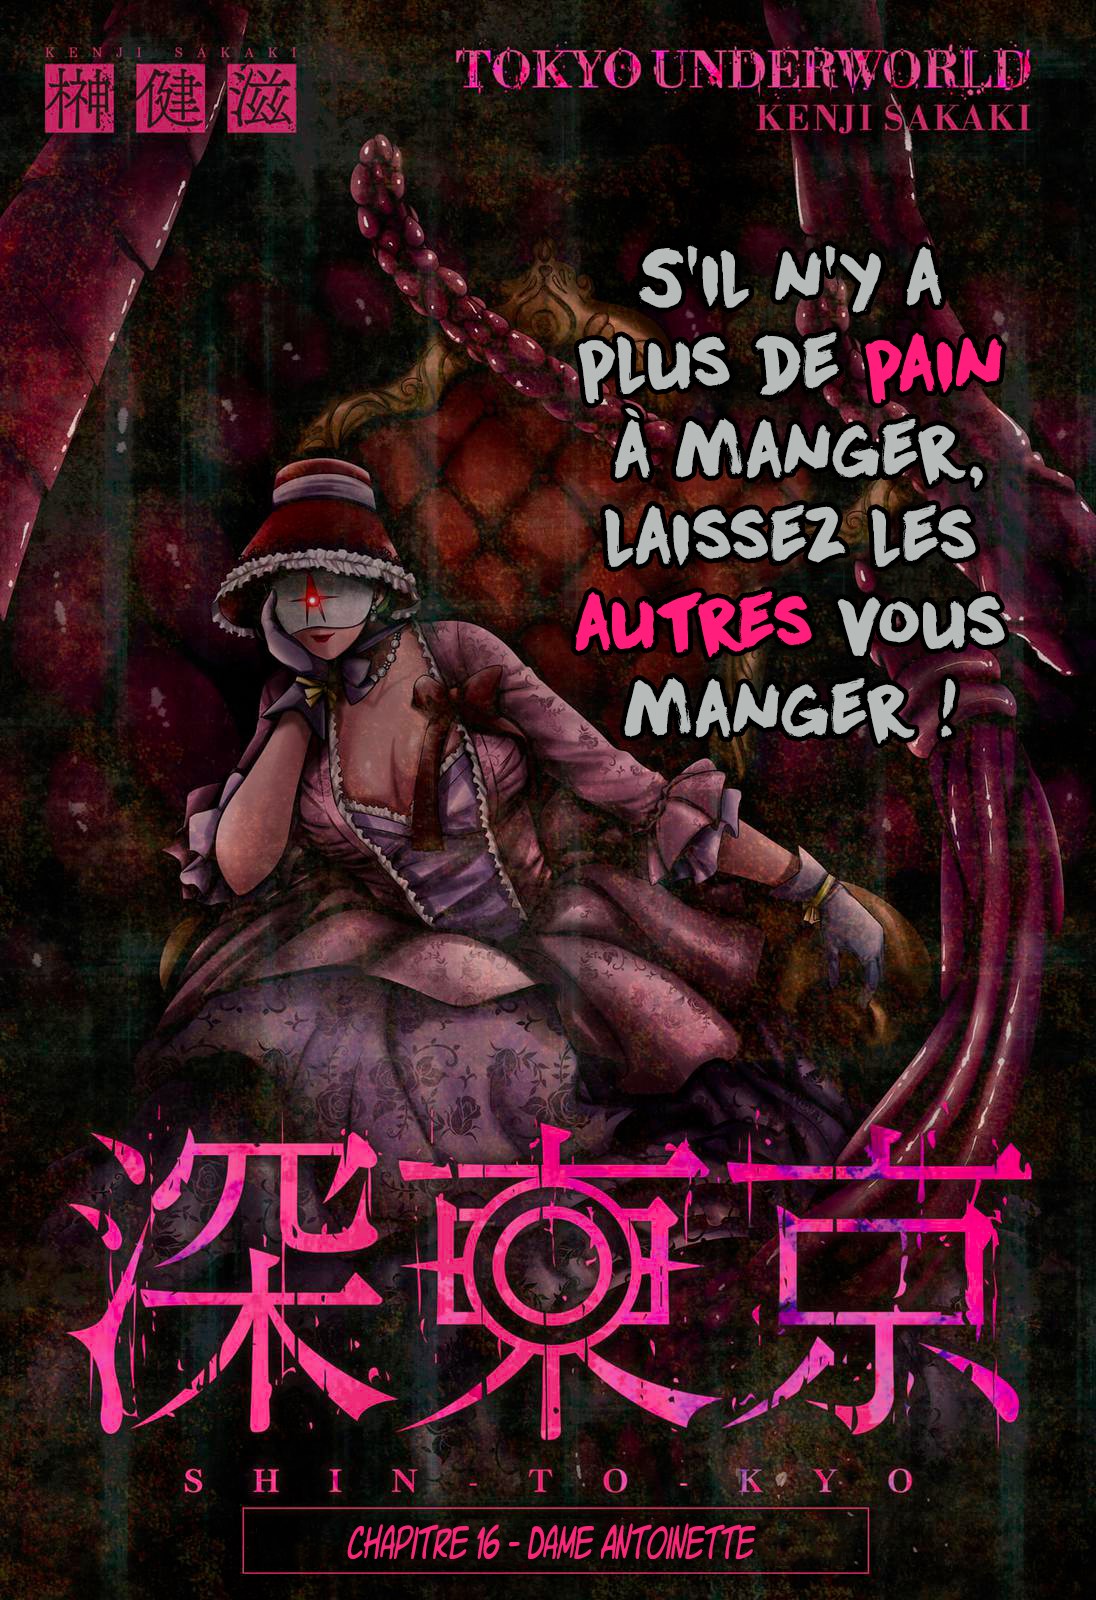 KENJI SAKAKI
榊健滋
TOKYO UNDERWORLD
KENJI SAKAKI
S'IL N'Y A
PLUS DE PAIN
À MANGER,
LAISSEZ LES
AUTRES VOUS
MANGER !
深東京
SHIN-TO-KYO
CHAPITRE 16 - DAME ANTOINETTE